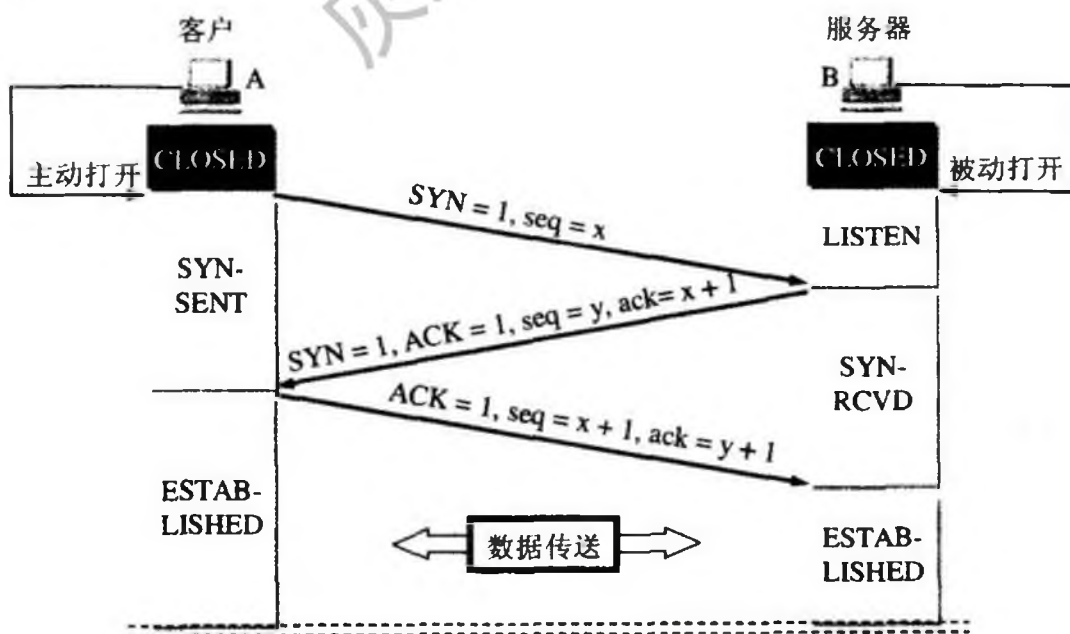 客户
服务器
A
B
CLOSED
CLOSED
主动打开
被动打开
SYN = 1, seq = x
LISTEN
SYN-
SENT
SYN = 1, ACK = 1, seq = y, ack= x + 1
SYN-
RCVD
ACK = 1, seq = x + 1, ack = y + 1
ESTAB-
LISHED
数据传送
ESTAB-
LISHED